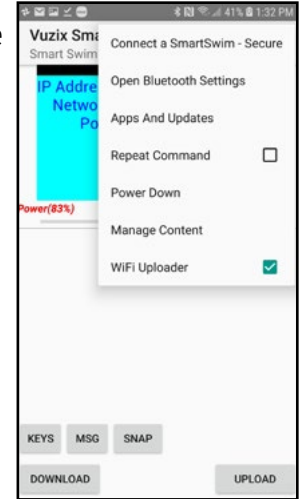 e
41% 1:32 PM
Vuzix Sma
Smart Swim
Connect a SmartSwim - Secure
Open Bluetooth Settings
IP Addre
Netwo
Po
Apps And Updates
Repeat Command
Power Down
Power(83%)
Manage Content
WiFi Uploader
KEYS MSG SNAP
DOWNLOAD UPLOAD